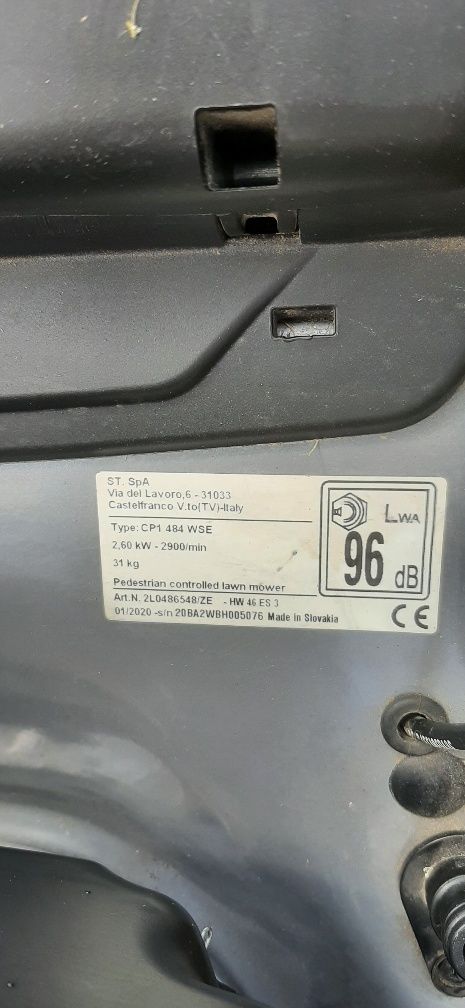 ST. SpA
Via del Lavoro,6 - 31033
Castelfranco V.to(TV)-Italy
Type: CP1 484 WSE
2,60 kW - 2900/min
31 kg
Pedestrian controlled lawn mower
Art.N. 2L0486548/ZE - HW 46 ES 3
01/2020 -s/n 20BA2WBH005076 Made in Slovakia
LWA
96 dB
CE